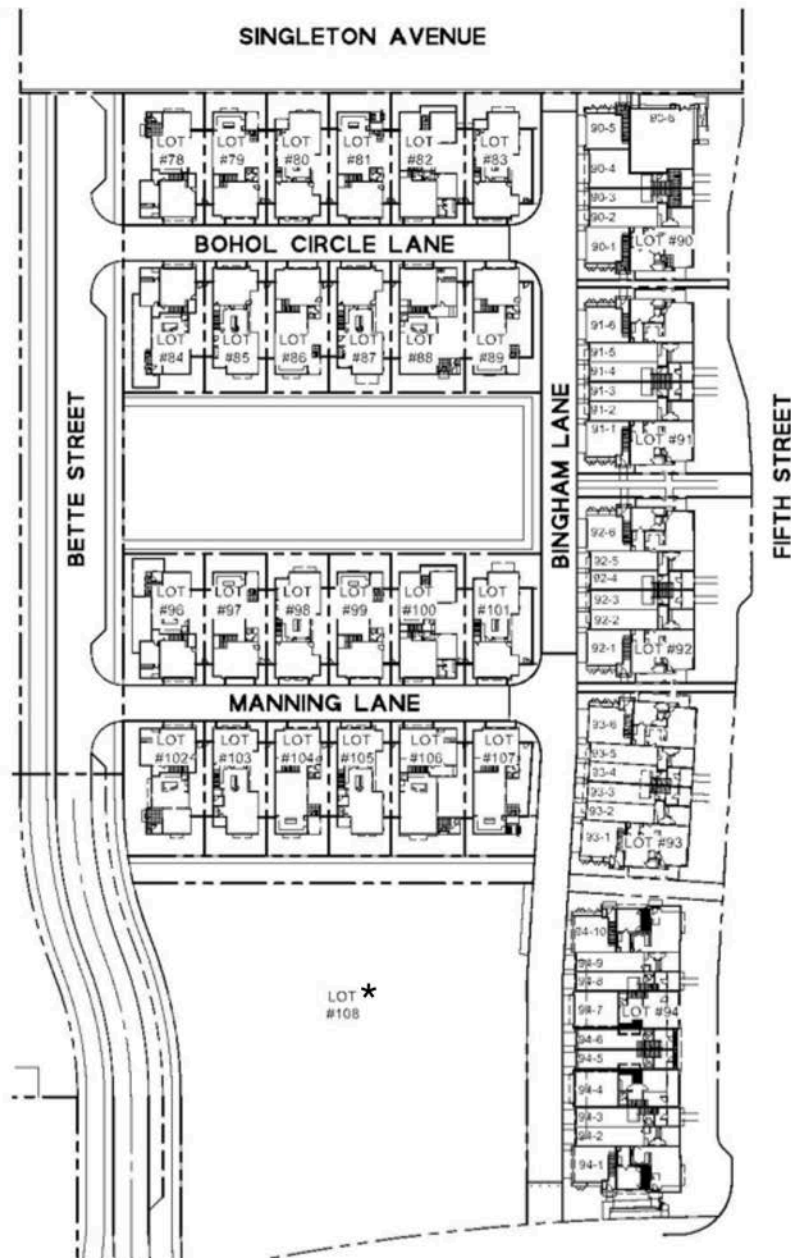 SINGLETON AVENUE
LOT
#78
LOT
#79
LOT
#80
LOT
#81
LOT
#82
LOT
#83
BOHOL CIRCLE LANE
LOT
#84
LOT
#85
LOT
#86
LOT
#87
LOT
#88
LOT
#89
BETTE STREET
BINGHAM LANE
FIFTH STREET
LOT
#96
LOT
#97
LOT
#98
LOT
#99
LOT
#100
LOT
#101
MANNING LANE
LOT
#102
LOT
#103
LOT
#104
LOT
#105
LOT
#106
LOT
#107
LOT *
#108
90-5
90-6
90-4
90-3
90-2
90-1
LOT #90
91-6
91-5
91-4
91-3
91-2
91-1
LOT #91
92-6
92-5
92-4
92-3
92-2
92-1
LOT #92
93-6
93-5
93-4
93-3
93-2
93-1
LOT #93
94-10
94-9
94-8
94-7
LOT #94
94-6
94-5
94-4
94-3
94-2
94-1